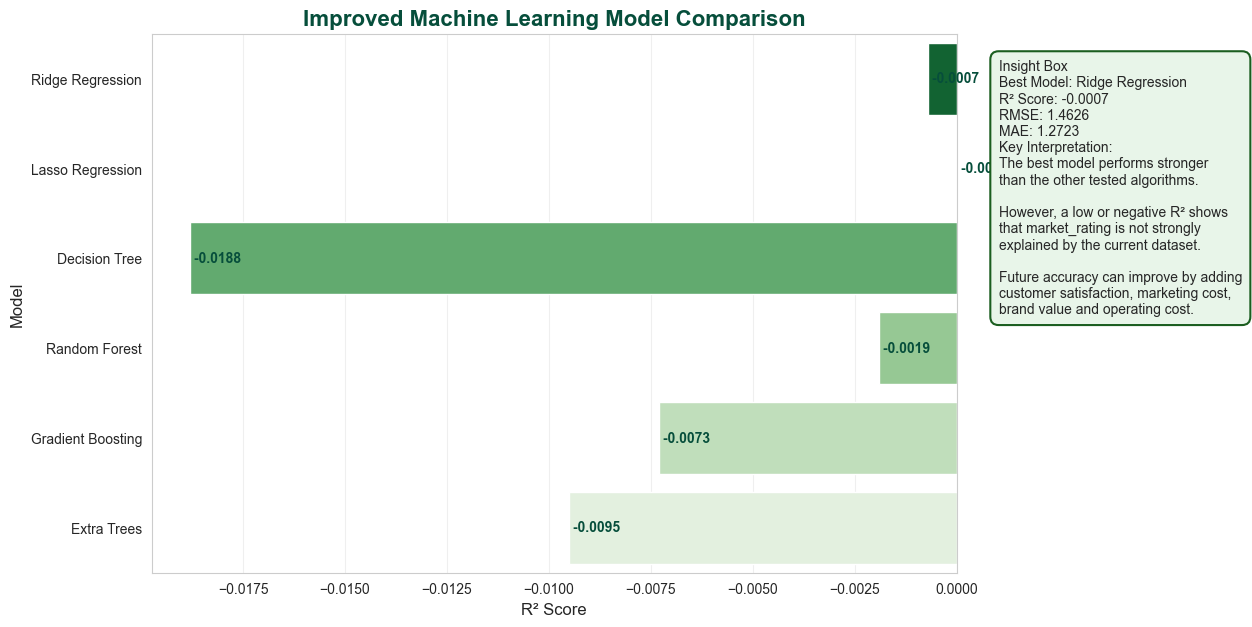 Improved Machine Learning Model Comparison
Model
Ridge Regression
-0.0007
Lasso Regression
-0.00
Decision Tree
-0.0188
Random Forest
-0.0019
Gradient Boosting
-0.0073
Extra Trees
-0.0095
−0.0175 −0.0150 −0.0125 −0.0100 −0.0075 −0.0050 −0.0025 0.0000
R² Score
Insight Box
Best Model: Ridge Regression
R² Score: -0.0007
RMSE: 1.4626
MAE: 1.2723
Key Interpretation:
The best model performs stronger
than the other tested algorithms.
However, a low or negative R² shows
that market_rating is not strongly
explained by the current dataset.
Future accuracy can improve by adding
customer satisfaction, marketing cost,
brand value and operating cost.